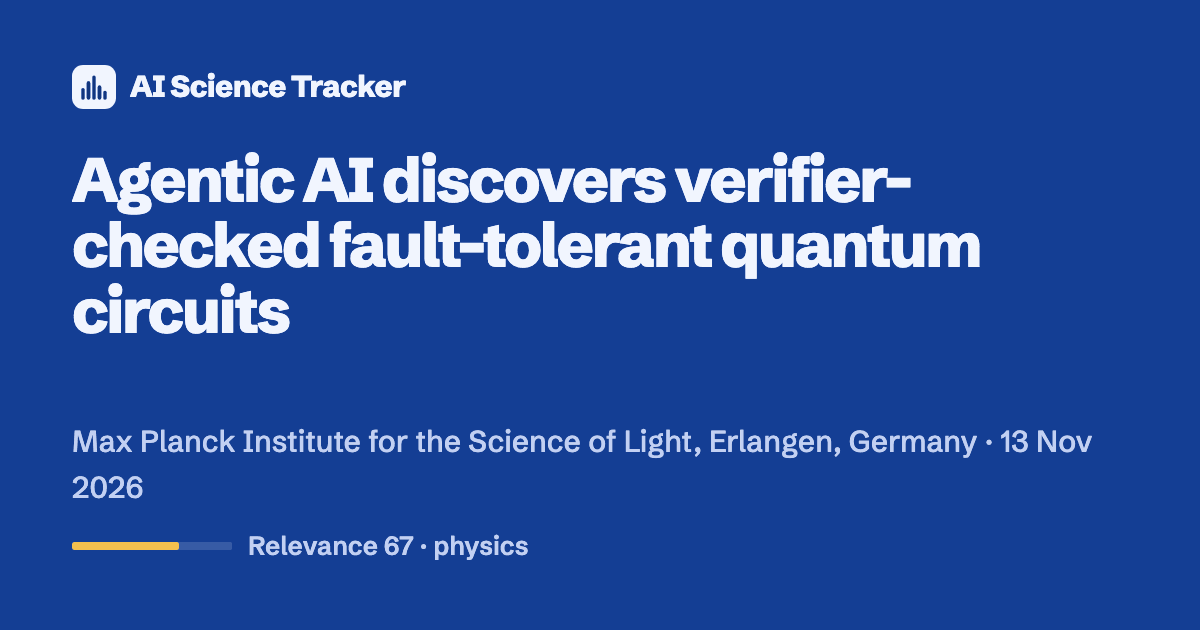 AI Science Tracker
Agentic AI discovers verifier-
checked fault-tolerant quantum
circuits
Max Planck Institute for the Science of Light, Erlangen, Germany · 13 Nov
2026
Relevance 67 · physics